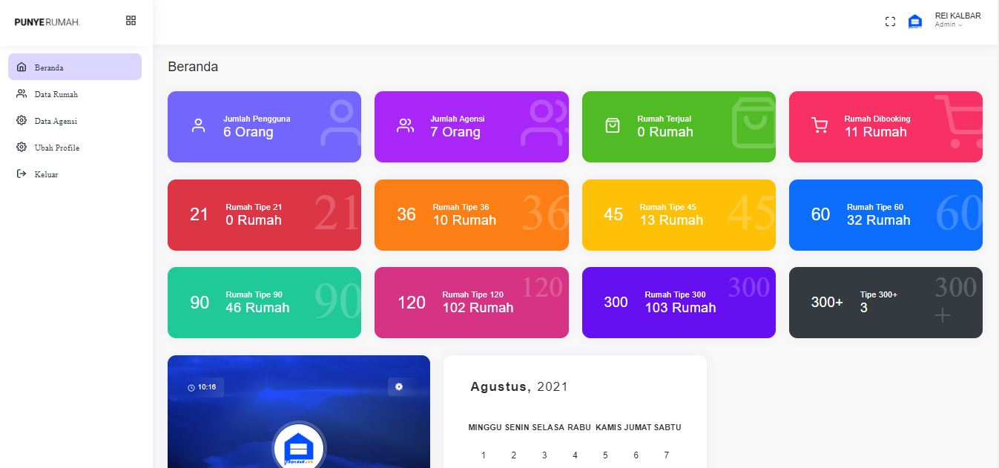 PUNYERUMAH.
REI KALBAR
Admin
Beranda
Data Rumah
Data Agensi
Ubah Profile
Keluar
Beranda
Jumlah Pengguna
6 Orang
Jumlah Agensi
7 Orang
Rumah Terjual
0 Rumah
Rumah Dibooking
11 Rumah
21
Rumah Tipe 21
0 Rumah
21
36
Rumah Tipe 36
10 Rumah
36
45
Rumah Tipe 45
13 Rumah
45
60
Rumah Tipe 60
32 Rumah
60
90
Rumah Tipe 90
46 Rumah
90
120
Rumah Tipe 120
102 Rumah
120
300
Rumah Tipe 300
103 Rumah
300
300+
Tipe 300+
3
300
+
10:16
Agustus, 2021
MINGGU SENIN SELASA RABU KAMIS JUMAT SABTU
1 2 3 4 5 6 7